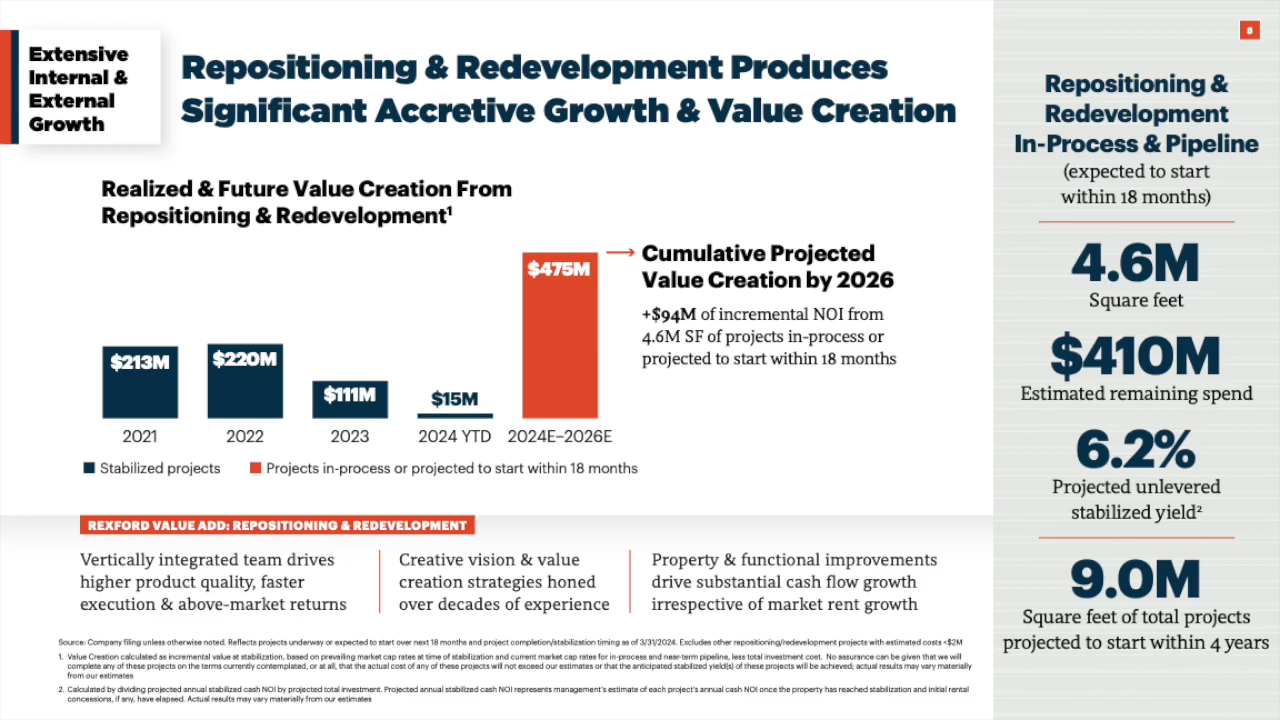 Extensive
Internal &
External
Growth
Repositioning & Redevelopment Produces
Significant Accretive Growth & Value Creation
Realized & Future Value Creation From
Repositioning & Redevelopment¹
$213M
$220M
$111M
$15M
$475M
2021
2022
2023
2024 YTD
2024E–2026E
Stabilized projects
Projects in-process or projected to start within 18 months
Cumulative Projected
Value Creation by 2026
+$94M of incremental NOI from
4.6M SF of projects in-process or
projected to start within 18 months
REXFORD VALUE ADD: REPOSITIONING & REDEVELOPMENT
Vertically integrated team drives
higher product quality, faster
execution & above-market returns
Creative vision & value
creation strategies honed
over decades of experience
Property & functional improvements
drive substantial cash flow growth
irrespective of market rent growth
Source: Company filing unless otherwise noted. Reflects projects underway or expected to start over next 18 months and project completion/stabilization timing as of 3/31/2024. Excludes other repositioning/redevelopment projects with estimated costs <$2M
1. Value Creation calculated as incremental value at stabilization, based on prevailing market cap rates at time of stabilization and current market cap rates for in-process and near-term pipeline, less total investment cost. No assurance can be given that we will
complete any of these projects on the terms currently contemplated, or at all, that the actual cost of any of these projects will not exceed our estimates or that the anticipated stabilized yield(s) of these projects will be achieved; actual results may vary materially
from our estimates
2. Calculated by dividing projected annual stabilized cash NOI by projected total investment. Projected annual stabilized cash NOI represents management's estimate of each project's annual cash NOI once the property has reached stabilization and initial rental
concessions, if any, have elapsed. Actual results may vary materially from our estimates
8
Repositioning &
Redevelopment
In-Process & Pipeline
(expected to start
within 18 months)
4.6M
Square feet
$410M
Estimated remaining spend
6.2%
Projected unlevered
stabilized yield²
9.0M
Square feet of total projects
projected to start within 4 years